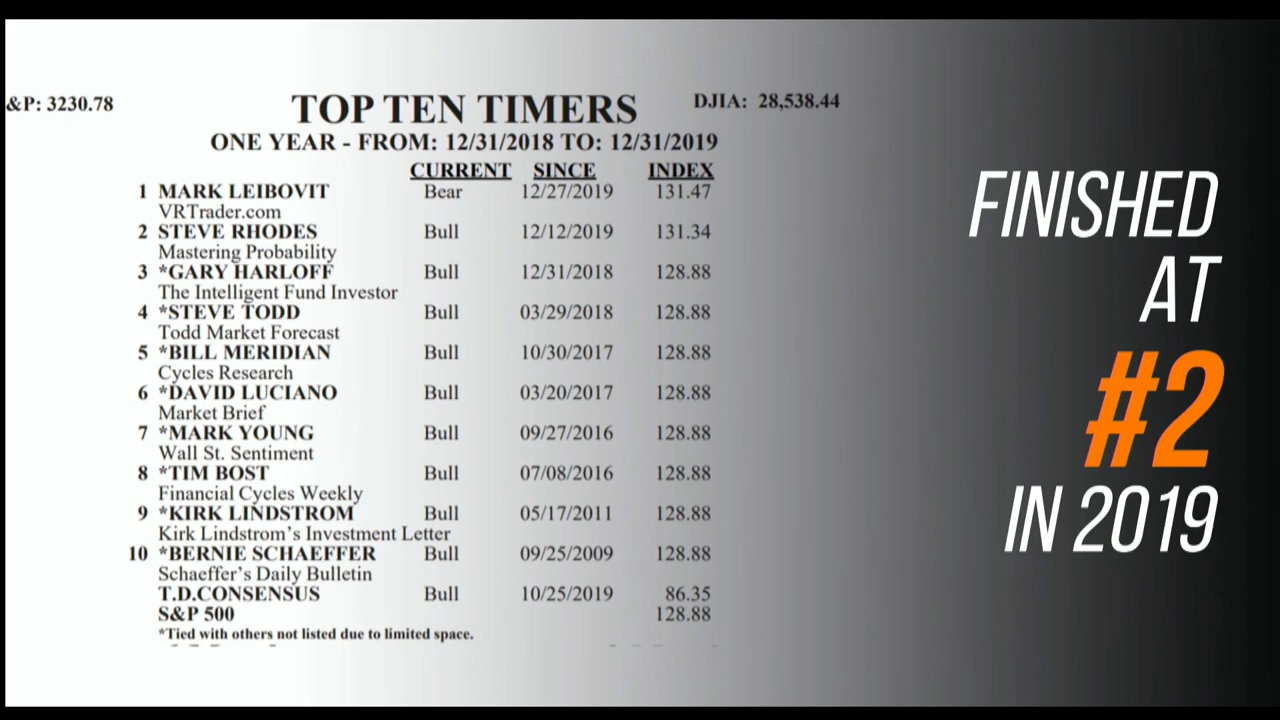 &P: 3230.78
TOP TEN TIMERS
DJIA: 28,538.44
ONE YEAR - FROM: 12/31/2018 TO: 12/31/2019
CURRENT SINCE INDEX
1 MARK LEIBOVIT Bear 12/27/2019 131.47
VRTrader.com
2 STEVE RHODES Bull 12/12/2019 131.34
Mastering Probability
3 *GARY HARLOFF Bull 12/31/2018 128.88
The Intelligent Fund Investor
4 *STEVE TODD Bull 03/29/2018 128.88
Todd Market Forecast
5 *BILL MERIDIAN Bull 10/30/2017 128.88
Cycles Research
6 *DAVID LUCIANO Bull 03/20/2017 128.88
Market Brief
7 *MARK YOUNG Bull 09/27/2016 128.88
Wall St. Sentiment
8 *TIM BOST Bull 07/08/2016 128.88
Financial Cycles Weekly
9 *KIRK LINDSTROM Bull 05/17/2011 128.88
Kirk Lindstrom's Investment Letter
10 *BERNIE SCHAEFFER Bull 09/25/2009 128.88
Schaeffer's Daily Bulletin
T.D.CONSENSUS Bull 10/25/2019 86.35
S&P 500 128.88
*Tied with others not listed due to limited space.
FINISHED
AT
#2
IN 2019